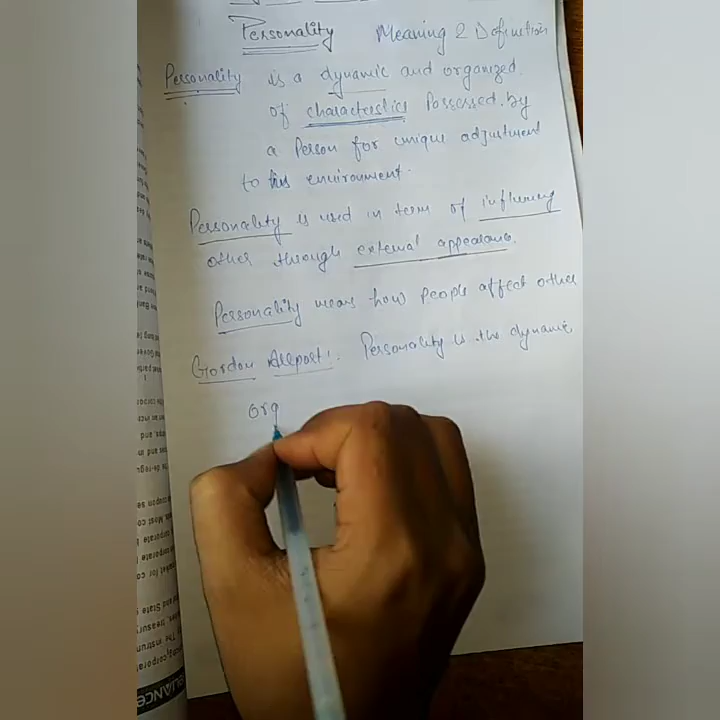 Personality Meaning & Definition
Personality is a dynamic and organized
of characteristics Possessed by
a Person for unique adjustment
to his environment.
Personality is used in term of influencing
other through external appearance.
Personality means how People affect other
Gordon Allport: Personality is the dynamic
org